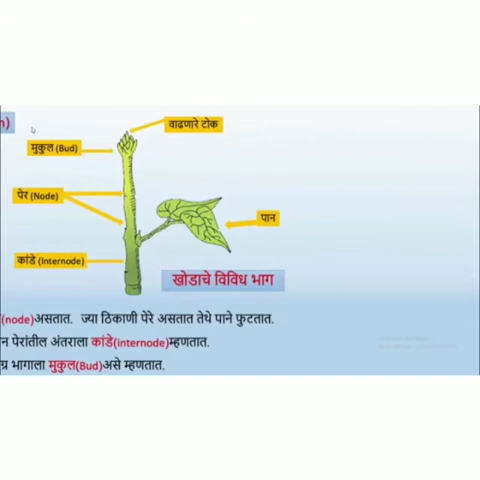 वाढणारे टोक
मुकुल (Bud)
पेर (Node)
पान
कांडे (Internode)
खोडाचे विविध भाग
(node)असतात. ज्या ठिकाणी पेरे असतात तेथे पाने फुटतात.
न पेरांतील अंतराला कांडे(internode)म्हणतात.
ग्र भागाला मुकुल(Bud)असे म्हणतात.